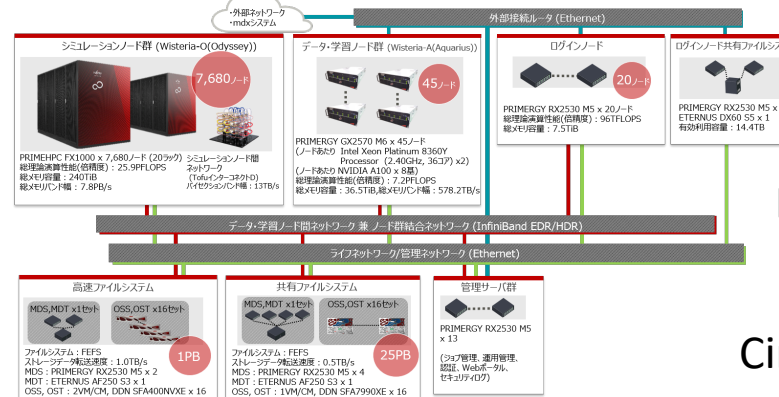 ・外部ネットワーク
・mdxシステム
外部接続ルータ (Ethernet)
シミュレーションノード群 (Wisteria-O(Odyssey))
7,680ノード
PRIMEHPC FX1000 x 7,680ノード (20ラック)
総理論演算性能(倍精度)：25.9PFLOPS
総メモリ容量：240TiB
総メモリバンド幅：7.8PB/s
シミュレーションノード間
ネットワーク
(TofuインターコネクトD)
バイセクションバンド幅：13TB/s
データ・学習ノード群 (Wisteria-A(Aquarius))
45ノード
PRIMERGY GX2570 M6 x 45ノード
(ノードあたり Intel Xeon Platinum 8360Y
Processor (2.40GHz, 36コア) x2)
(ノードあたり NVIDIA A100 x 8基)
総理論演算性能(倍精度)：7.2PFLOPS
総メモリ容量：36.5TiB,総メモリバンド幅：578.2TB/s
ログインノード
20ノード
PRIMERGY RX2530 M5 x 20ノード
総理論演算性能(倍精度)：96TFLOPS
総メモリ容量：7.5TiB
ログインノード共有ファイルシス
PRIMERGY RX2530 M5 x
ETERNUS DX60 S5 x 1
有効利用容量：14.4TB
データ・学習ノード間ネットワーク 兼 ノード群結合ネットワーク (InfiniBand EDR/HDR)
ライフネットワーク/管理ネットワーク (Ethernet)
高速ファイルシステム
MDS,MDT x1セット
OSS,OST x16セット
1PB
ファイルシステム：FEFS
ストレージデータ転送速度：1.0TB/s
MDS：PRIMERGY RX2530 M5 x 2
MDT：ETERNUS AF250 S3 x 1
OSS, OST：2VM/CM, DDN SFA400NVXE x 16
共有ファイルシステム
MDS,MDT x1セット
OSS,OST x16セット
25PB
ファイルシステム：FEFS
ストレージデータ転送速度：0.5TB/s
MDS：PRIMERGY RX2530 M5 x 4
MDT：ETERNUS AF250 S3 x 1
OSS, OST：1VM/CM, DDN SFA7990XE x 16
管理サーバ群
PRIMERGY RX2530 M5
x 13
(ジョブ管理、運用管理、
認証、Webポータル、
セキュリティログ)
Ci